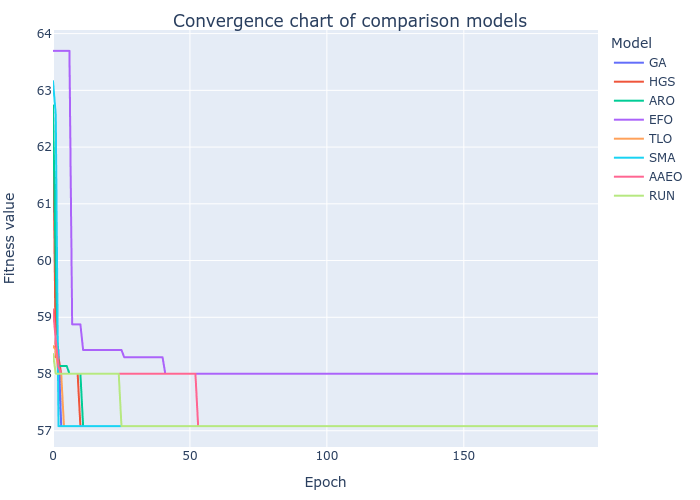 Convergence chart of comparison models
64
63
62
61
60
59
58
57
Fitness value
0
50
100
150
Epoch
Model
GA
HGS
ARO
EFO
TLO
SMA
AAEO
RUN